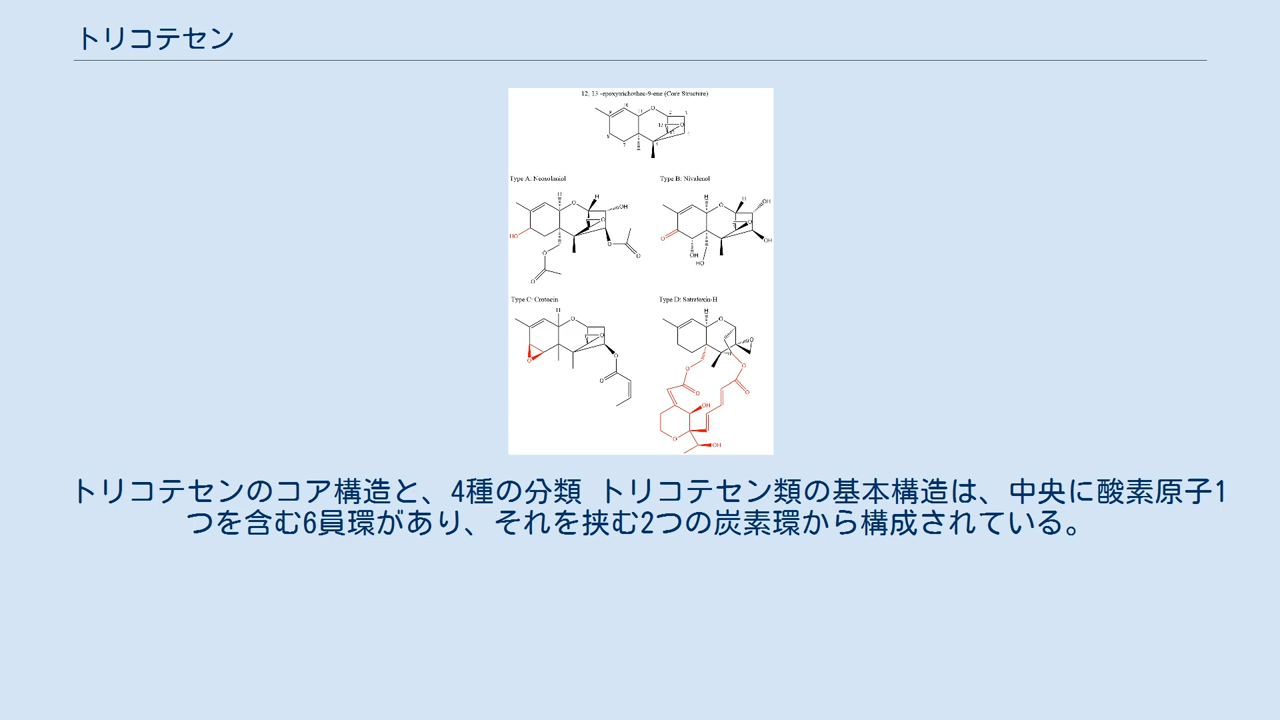 トリコテセン
12, 13 -epoxytrichothec-9-ene (Core Structure)
Type A: Neosolaniol
Type B: Nivalenol
Type C: Crotocin
Type D: Satratoxin-H
トリコテセンのコア構造と、4種の分類 トリコテセン類の基本構造は、中央に酸素原子1
つを含む6員環があり、それを挟む2つの炭素環から構成されている。